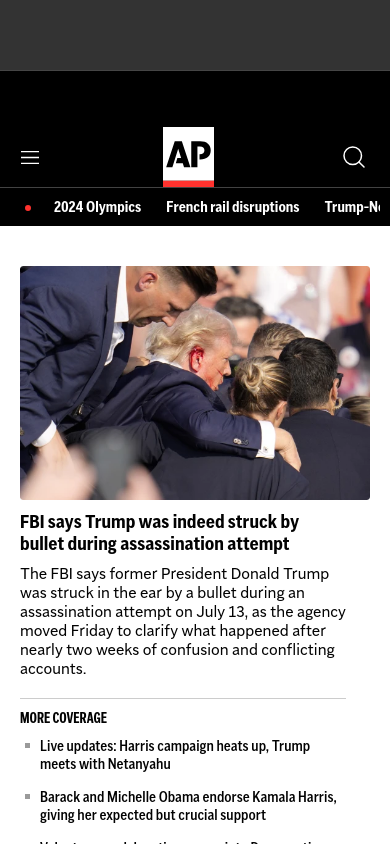 AP
2024 Olympics French rail disruptions Trump-Ne
FBI says Trump was indeed struck by
bullet during assassination attempt
The FBI says former President Donald Trump
was struck in the ear by a bullet during an
assassination attempt on July 13, as the agency
moved Friday to clarify what happened after
nearly two weeks of confusion and conflicting
accounts.
MORE COVERAGE
Live updates: Harris campaign heats up, Trump
meets with Netanyahu
Barack and Michelle Obama endorse Kamala Harris,
giving her expected but crucial support